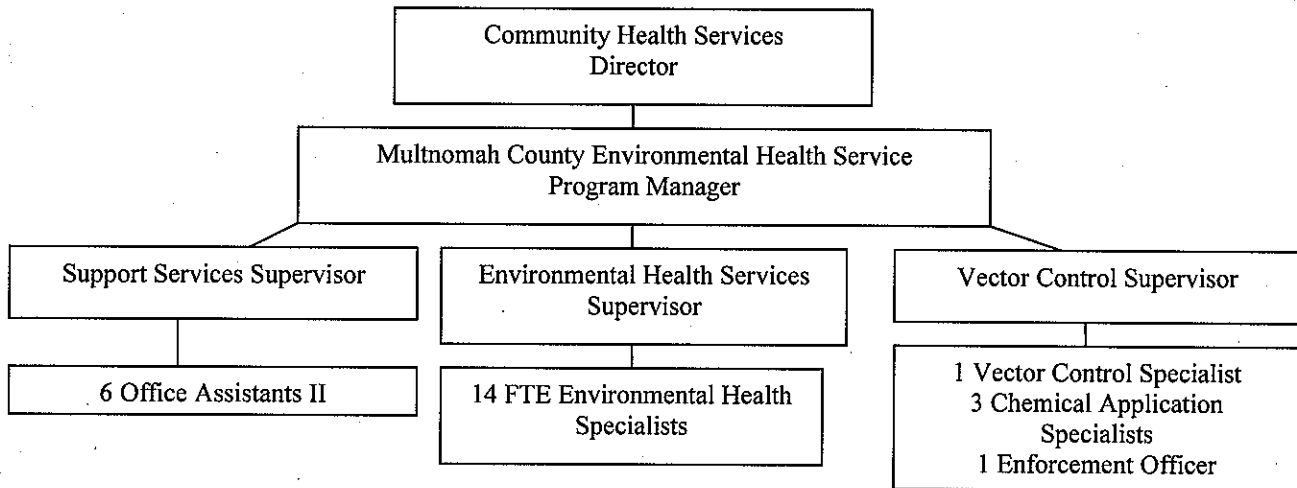 Community Health Services
Director
Multnomah County Environmental Health Service
Program Manager
Support Services Supervisor
Environmental Health Services
Supervisor
Vector Control Supervisor
6 Office Assistants II
14 FTE Environmental Health
Specialists
1 Vector Control Specialist
3 Chemical Application
Specialists
1 Enforcement Officer